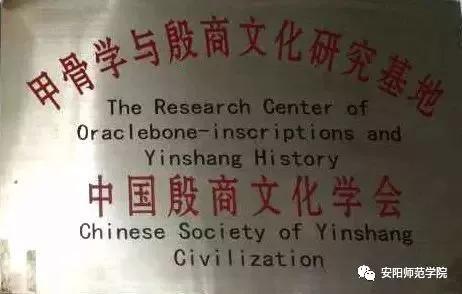 甲骨学与殷商文化研究基地
The Research Center of
Oraclebone-inscriptions and
Yinshang History
中国殷商文化学会
Chinese Society of Yinshang
Civilization
安阳师范学院